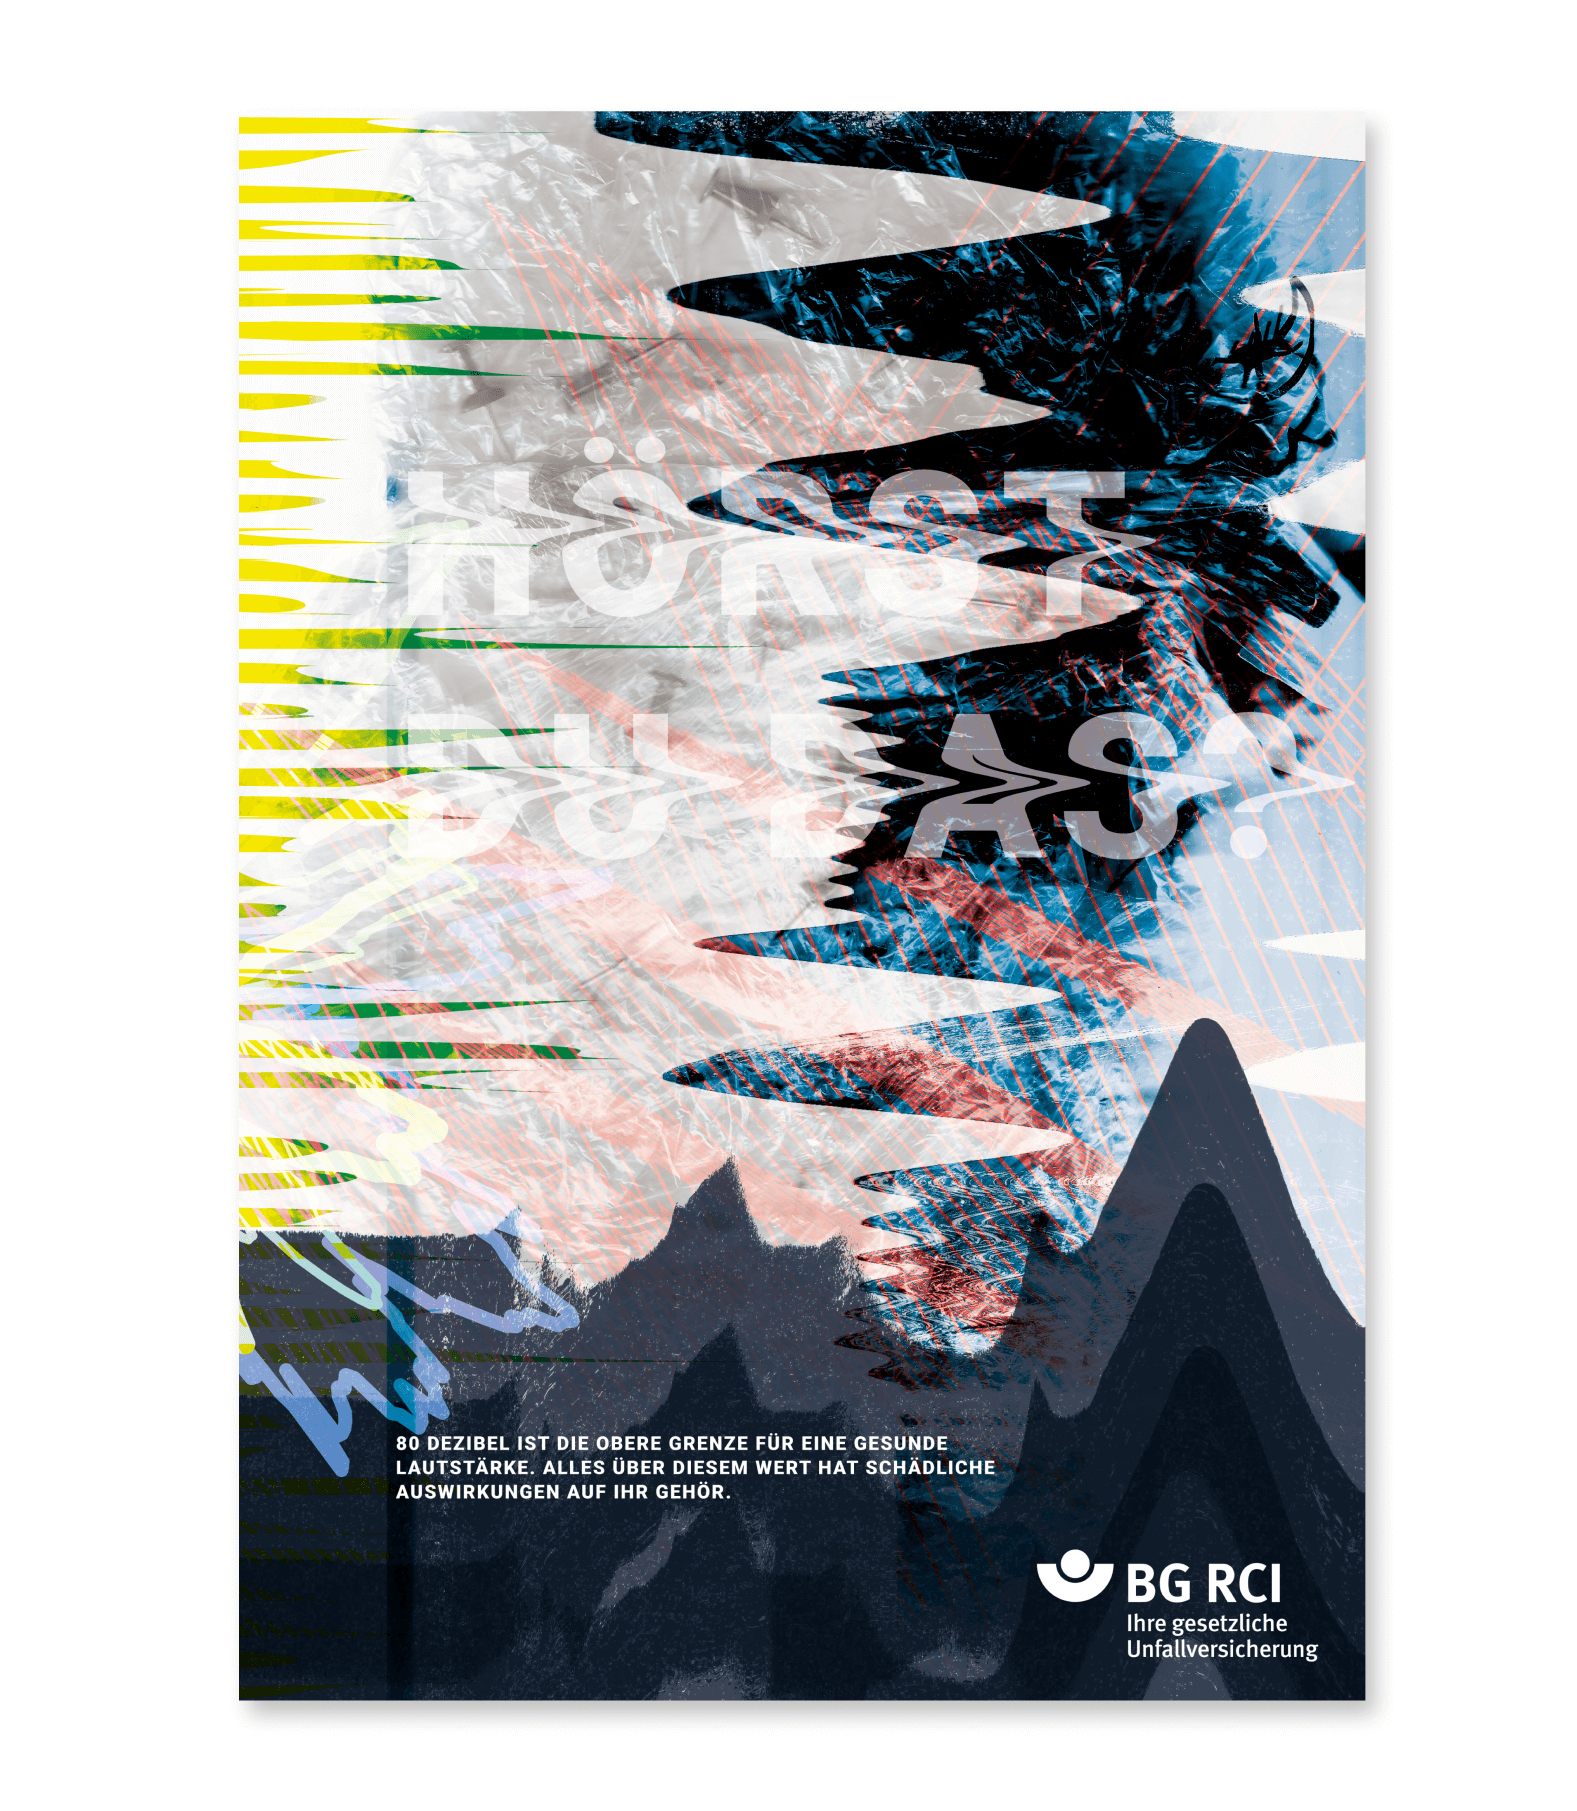 HÖRST
DU DAS?
80 DEZIBEL IST DIE OBERE GRENZE FÜR EINE GESUNDE
LAUTSTÄRKE. ALLES ÜBER DIESEM WERT HAT SCHÄDLICHE
AUSWIRKUNGEN AUF IHR GEHÖR.
BG RCI
Ihre gesetzliche
Unfallversicherung